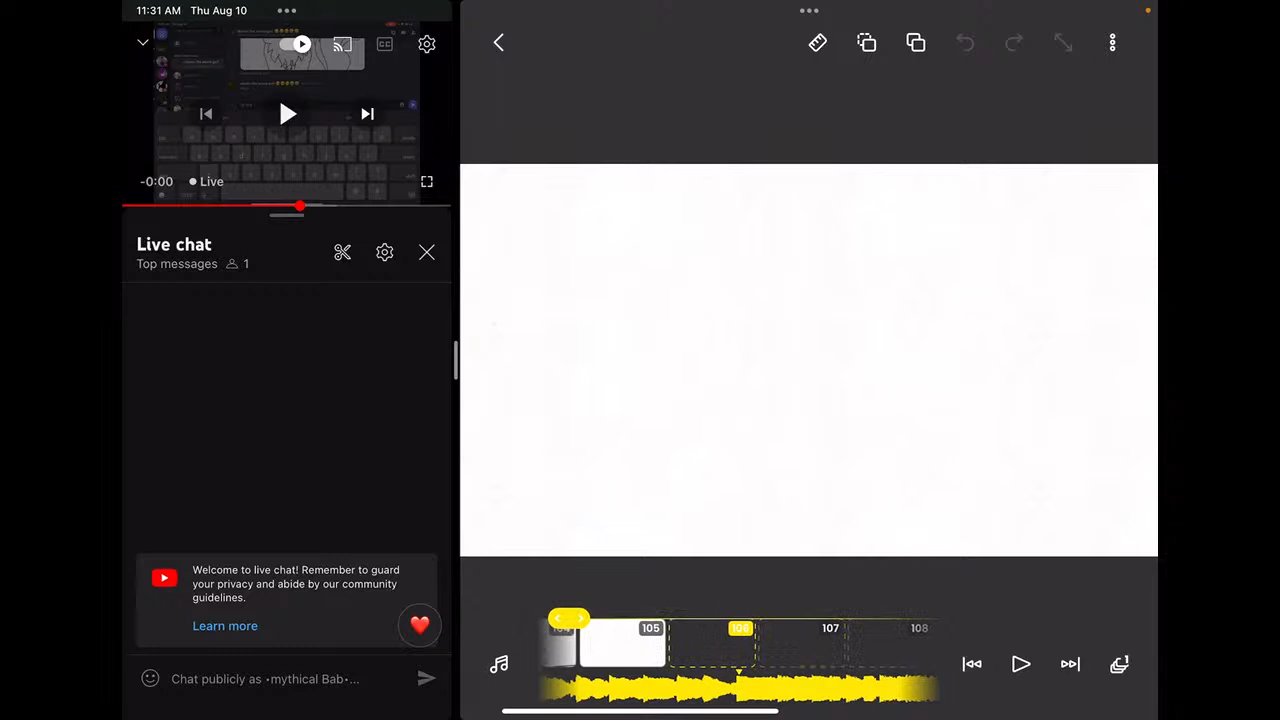 11:31 AM Thu Aug 10
CC
-0:00 Live
Live chat
Top messages 1
Welcome to live chat! Remember to guard
your privacy and abide by our community
guidelines.
Learn more
Chat publicly as •mythical Bab•...
105 106 107 108